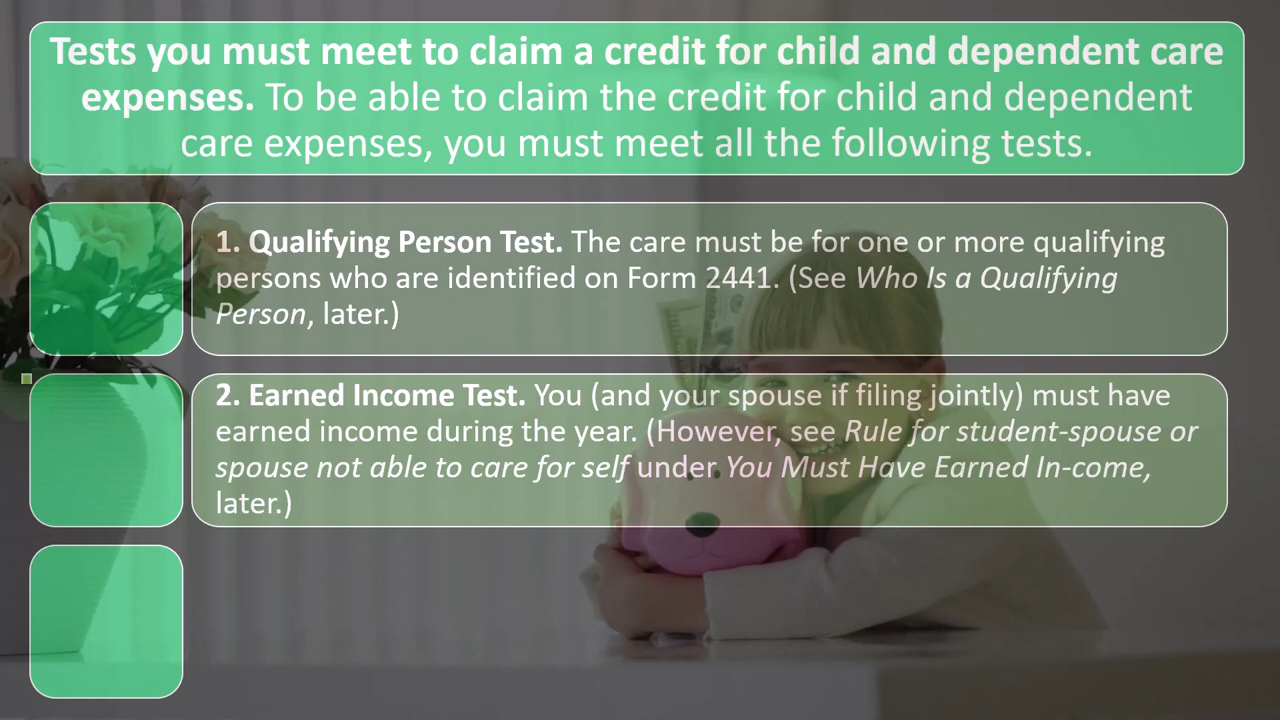 Tests you must meet to claim a credit for child and dependent care
expenses. To be able to claim the credit for child and dependent
care expenses, you must meet all the following tests.
1. Qualifying Person Test. The care must be for one or more qualifying
persons who are identified on Form 2441. (See Who Is a Qualifying
Person, later.)
2. Earned Income Test. You (and your spouse if filing jointly) must have
earned income during the year. (However, see Rule for student-spouse or
spouse not able to care for self under You Must Have Earned In-come,
later.)